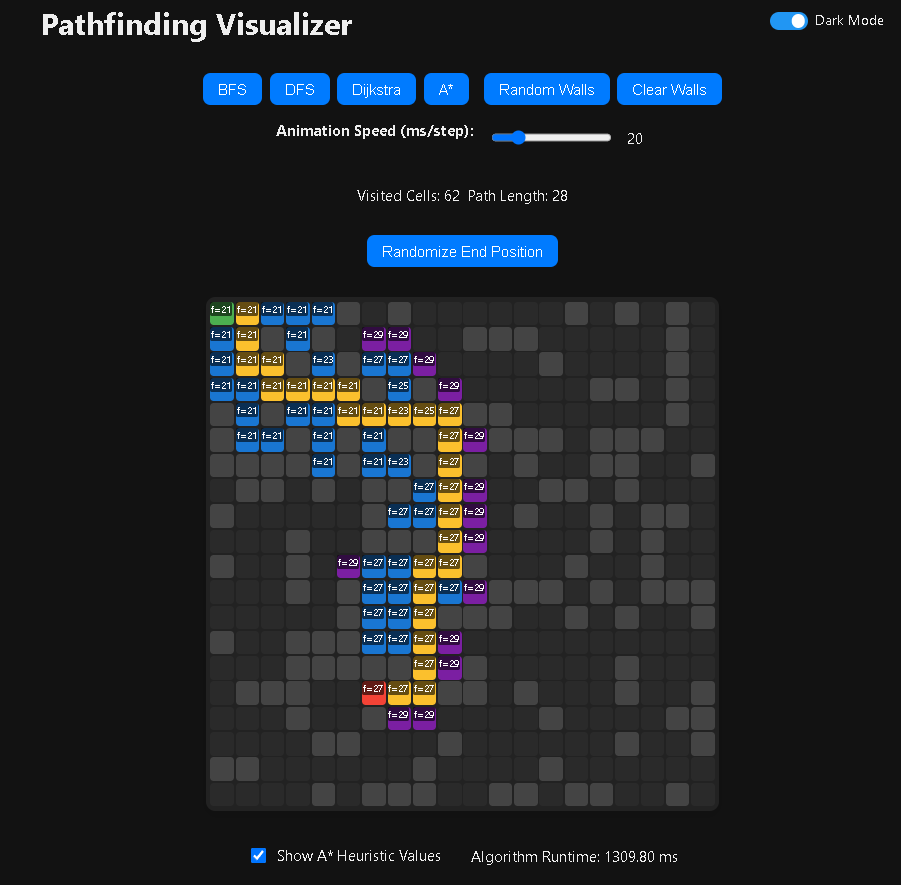 Pathfinding Visualizer
Dark Mode
BFS DFS Dijkstra A* Random Walls Clear Walls
Animation Speed (ms/step): 20
Visited Cells: 62 Path Length: 28
Randomize End Position
f=21 f=21 f=21 f=21 f=21
f=21 f=21 f=21 f=29 f=29
f=21 f=21 f=21 f=23 f=27 f=27 f=29
f=21 f=21 f=21 f=21 f=21 f=21 f=25 f=29
f=21 f=21 f=21 f=21 f=21 f=23 f=25 f=27
f=21 f=21 f=21 f=21 f=27 f=29
f=21 f=21 f=23 f=27
f=27 f=27 f=29
f=27 f=27 f=27 f=29
f=27 f=29
f=29 f=27 f=27 f=27 f=27
f=27 f=27 f=27 f=27 f=29
f=27 f=27 f=27
f=27 f=27 f=27 f=29
f=27 f=29
f=27 f=27 f=27
f=29 f=29
Show A* Heuristic Values Algorithm Runtime: 1309.80 ms